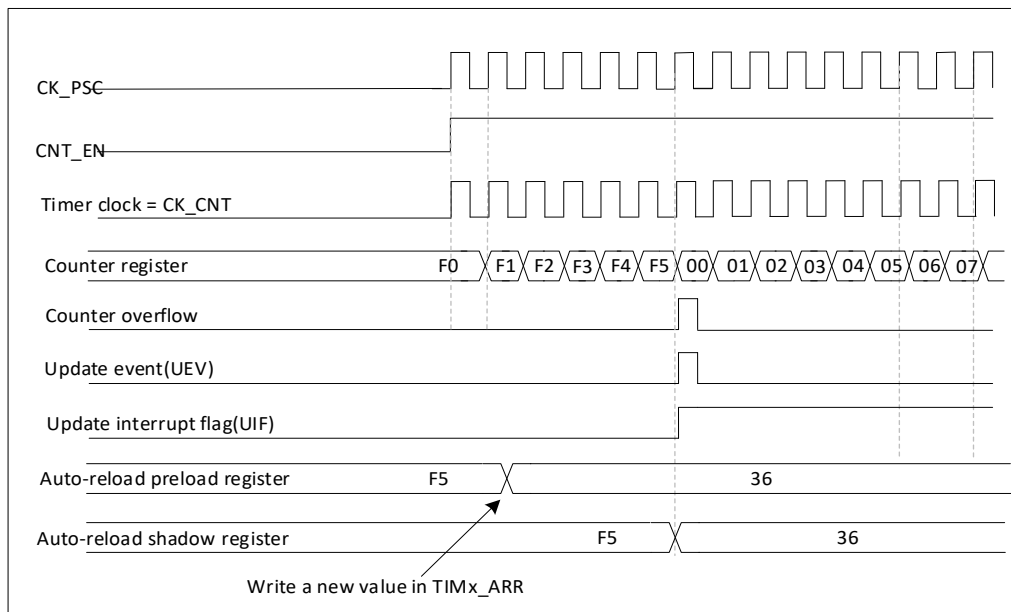 CK_PSC
CNT_EN
Timer clock = CK_CNT
Counter register F0 F1 F2 F3 F4 F5 00 01 02 03 04 05 06 07
Counter overflow
Update event(UEV)
Update interrupt flag(UIF)
Auto-reload preload register F5 36
Auto-reload shadow register F5 36
Write a new value in TIMx_ARR